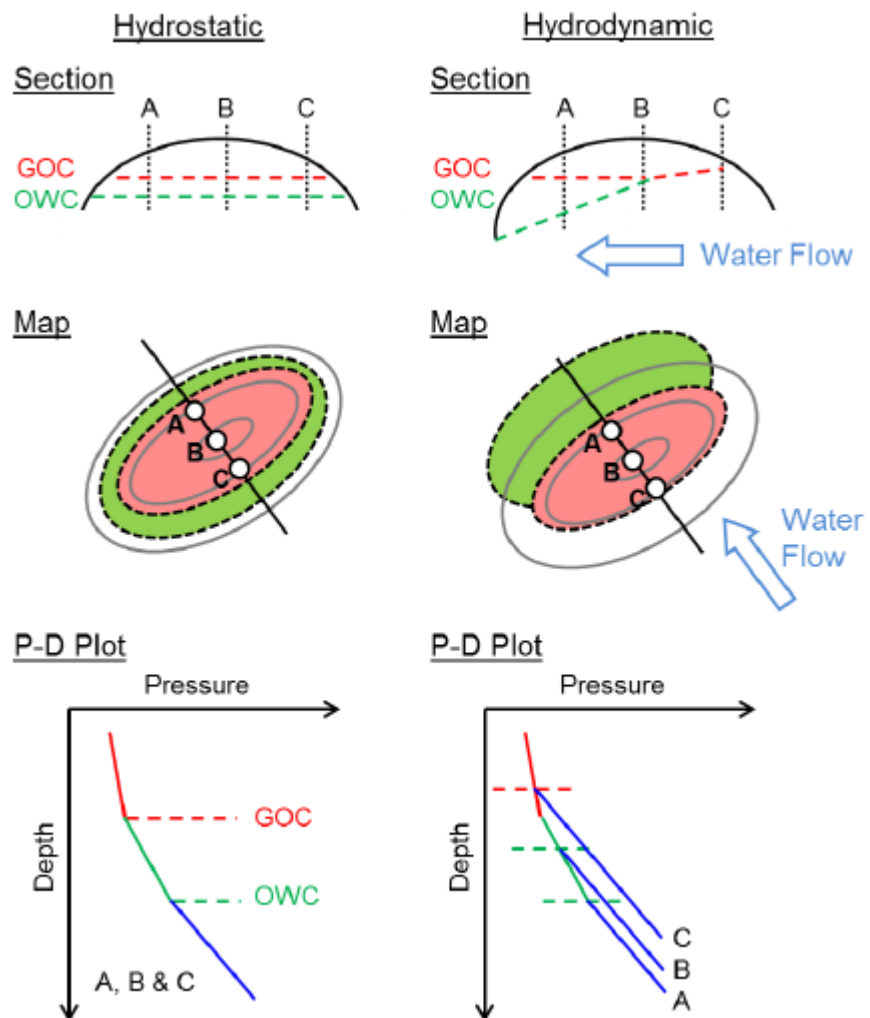 Hydrostatic
Hydrodynamic
Section
A B C
GOC
OWC
Section
A B C
GOC
OWC
Water Flow
Map
A
B
C
Map
A
B
C
Water
Flow
P-D Plot
Pressure
Depth
GOC
OWC
A, B & C
P-D Plot
Pressure
Depth
C
B
A